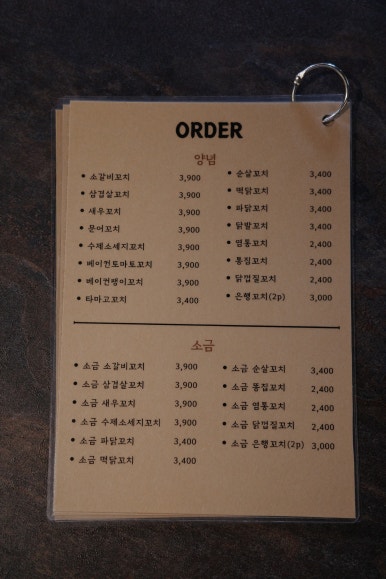 ORDER
양념
• 소갈비꼬치 3,900
• 삼겹살꼬치 3,900
• 새우꼬치 3,900
• 문어꼬치 3,900
• 수제소세지꼬치 3,900
• 베이컨토마토꼬치 3,900
• 베이컨팽이꼬치 3,900
• 타마고꼬치 3,400
• 순살꼬치 3,400
• 떡닭꼬치 3,400
• 파닭꼬치 3,400
• 닭발꼬치 3,400
• 염통꼬치 2,400
• 똥집꼬치 2,400
• 닭껍질꼬치 2,400
• 은행꼬치(2p) 3,000
소금
• 소금 소갈비꼬치 3,900
• 소금 삼겹살꼬치 3,900
• 소금 새우꼬치 3,900
• 소금 수제소세지꼬치 3,900
• 소금 파닭꼬치 3,400
• 소금 떡닭꼬치 3,400
• 소금 순살꼬치 3,400
• 소금 똥집꼬치 2,400
• 소금 염통꼬치 2,400
• 소금 닭껍질꼬치 2,400
• 소금 은행꼬치(2p) 3,000